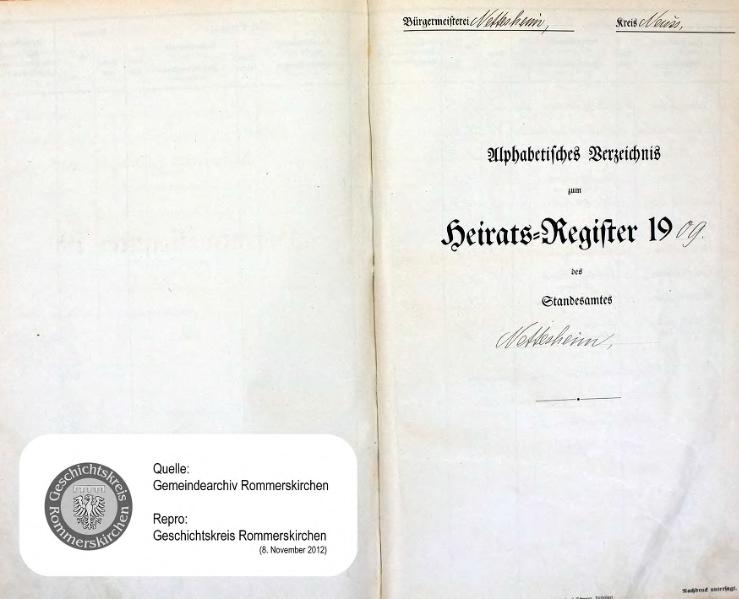 Bürgermeisterei Nettesheim, Kreis Neuss,
Alphabetisches Verzeichnis
zum
Heirats-Register 1909.
des
Standesamtes
Nettesheim,
Nachdruck untersagt.
Geschichtskreis
Rommerskirchen
Quelle:
Gemeindearchiv Rommerskirchen
Repro:
Geschichtskreis Rommerskirchen
(8. November 2012)